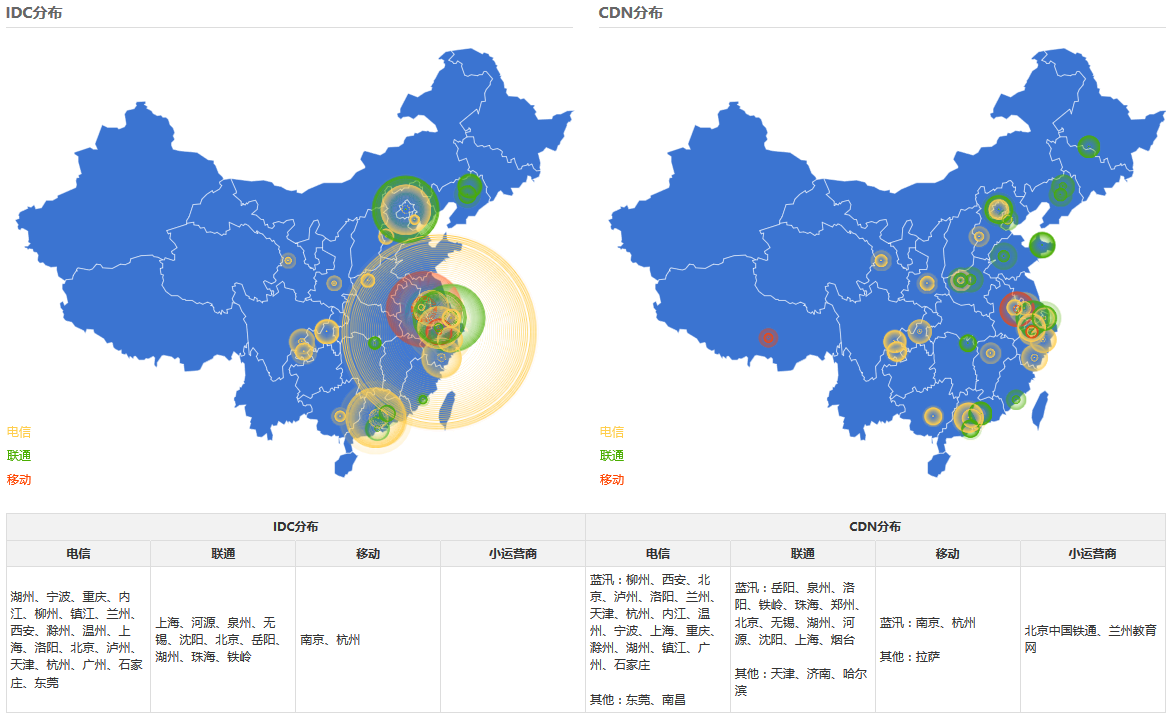 IDC分布
CDN分布
电信
联通
移动
电信
联通
移动
IDC分布
CDN分布
电信
联通
移动
小运营商
电信
联通
移动
小运营商
湖州、宁波、重庆、内
江、柳州、镇江、兰州、
西安、滁州、温州、上
海、洛阳、北京、泸州、
天津、杭州、广州、石家
庄、东莞
上海、河源、泉州、无
锡、沈阳、北京、岳阳、
湖州、珠海、铁岭
南京、杭州
蓝汛：柳州、西安、北
京、泸州、洛阳、兰州、
天津、杭州、内江、温
州、宁波、上海、重庆、
滁州、湖州、镇江、广
州、石家庄
其他：东莞、南昌
蓝汛：岳阳、泉州、洛
阳、铁岭、珠海、郑州、
北京、无锡、湖州、河
源、沈阳、上海、烟台
其他：天津、济南、哈尔
滨
蓝汛：南京、杭州
其他：拉萨
北京中国铁通、兰州教育
网